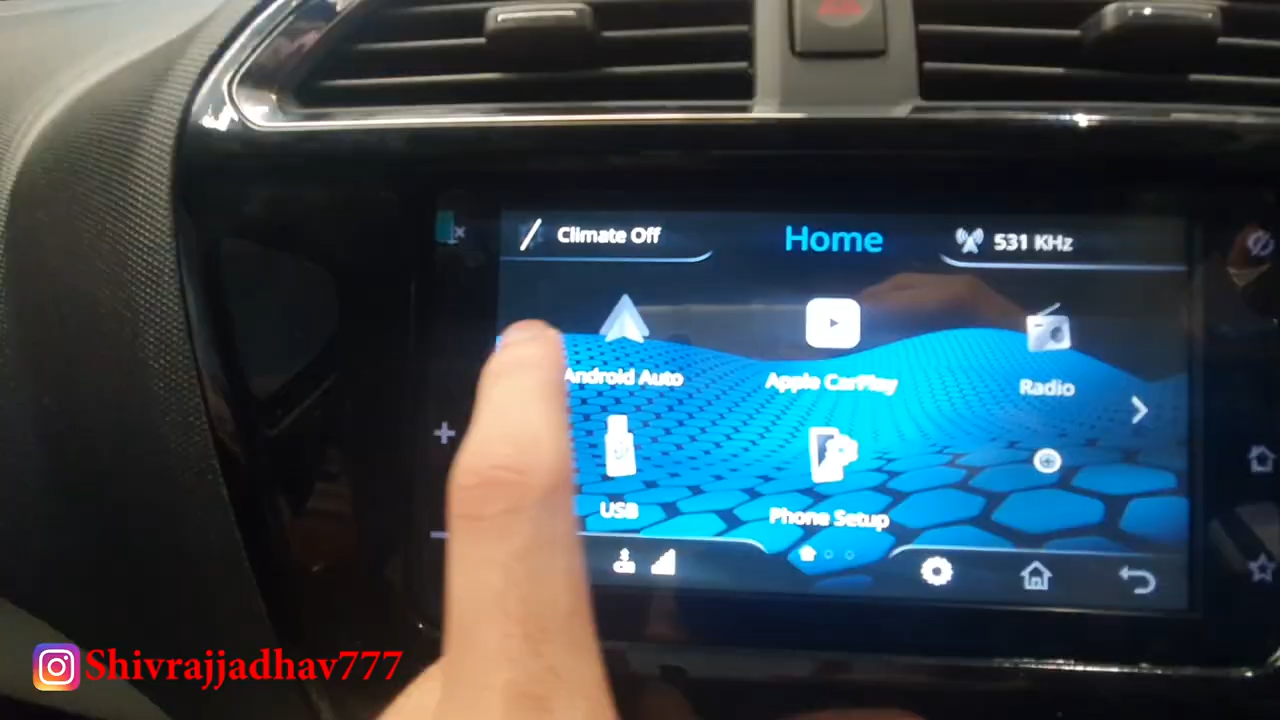 Climate Off
Home
531 KHz
Android Auto
Apple CarPlay
Radio
USB
Phone Setup
Shivrajjadhav777